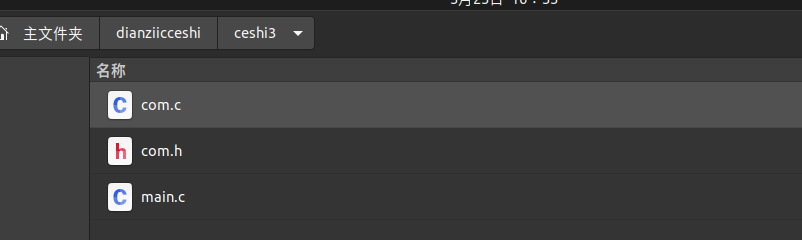 主文件夹 dianziicceshi ceshi3
名称
com.c
com.h
main.c